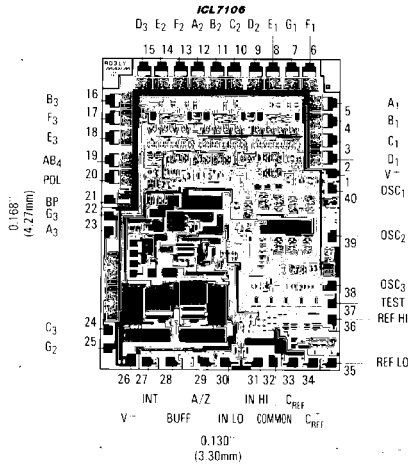 ICL7106
D3 E2 F2 A2 B2 C2 D2 E1 G1 F1
15 14 13 12 11 10 9 8 7 6
16
B3
17
F3
18
E3
19
AB4
20
POL
21
BP
22
G3
23
A3
24
C3
25
G2
5
A1
4
B1
C1
3
D1
2
V
1
OSC1
40
OSC2
39
OSC3
38
TEST
37
REF HI
36
REF LO
35
0.168"
(4.27mm)
26 27 28 29 30 31 32 33 34
INT A/Z IN HI CREF
V− BUFF IN LO COMMON CREF
0.130"
(3.30mm)